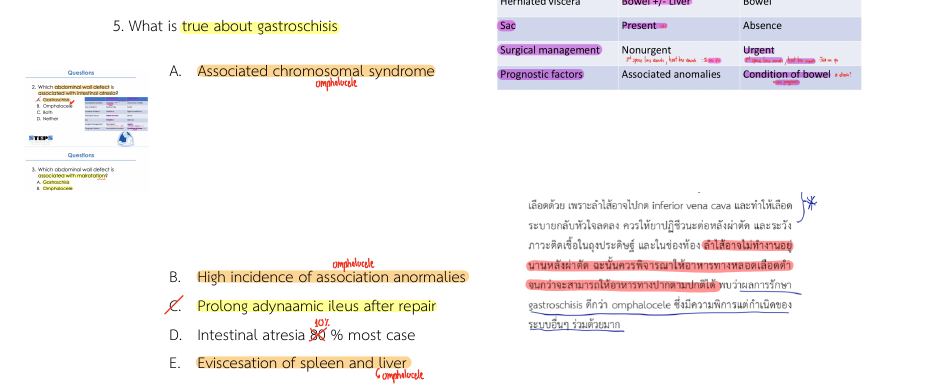 5. What is true about gastroschisis
A. Associated chromosomal syndrome
omphalocele
Questions
2. Which abdominal wall defect is
associated with intestinal atresia?
A. Gastroschisis
B. Omphalocele
C. Both
D. Neither
STEPS
Questions
3. Which abdominal wall defect is
associated with malrotation?
A. Gastroschisis
B. Omphalocele
omphalocele
B. High incidence of association anomalies
C. Prolong adynaamic ileus after repair
10%
D. Intestinal atresia 80 % most case
E. Eviscesation of spleen and liver
omphalocele
Herniated viscera Bowel +/- Liver Bowel
Sac Present Absence
Surgical management Nonurgent Urgent
Prognostic factors Associated anomalies Condition of bowel
เลือดด้วย เพราะลำไส้อาจไปกด inferior vena cava และทำให้เลือด
ระบายกลับหัวใจลดลง ควรให้ยาปฏิชีวนะต่อหลังผ่าตัด และระวัง
ภาวะติดเชื้อในถุงประดิษฐ์ และในช่องท้อง ลำไส้อาจไม่ทำงานอยู่
นานหลังผ่าตัด ฉะนั้นควรพิจารณาให้อาหารทางหลอดเลือดดำ
จนกว่าจะสามารถให้อาหารทางปากตามปกติได้ พบว่าผลการรักษา
gastroschisis ดีกว่า omphalocele ซึ่งมีความพิการแต่กำเนิดของ
ระบบอื่นๆ ร่วมด้วยมาก